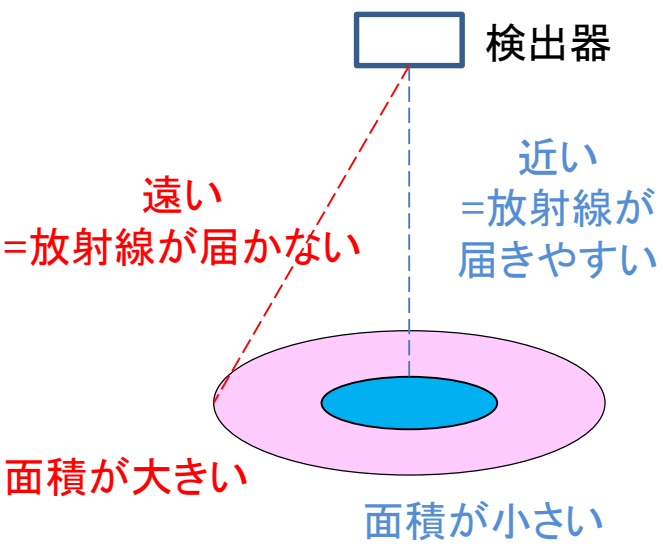 検出器
遠い
=放射線が届かない
近い
=放射線が
届きやすい
面積が大きい
面積が小さい